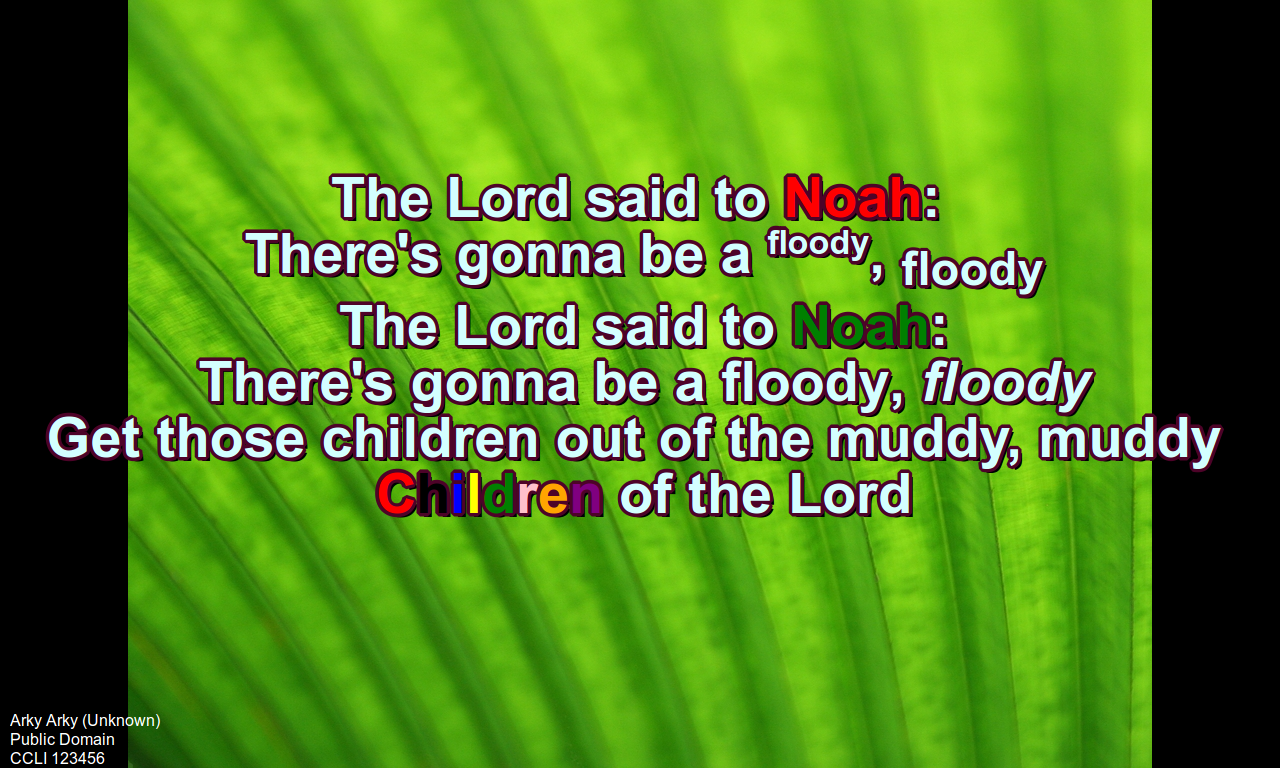 The Lord said to Noah:
There's gonna be a floody, floody
The Lord said to Noah:
There's gonna be a floody, floody
Get those children out of the muddy, muddy
Children of the Lord
Arky Arky (Unknown)
Public Domain
CCLI 123456